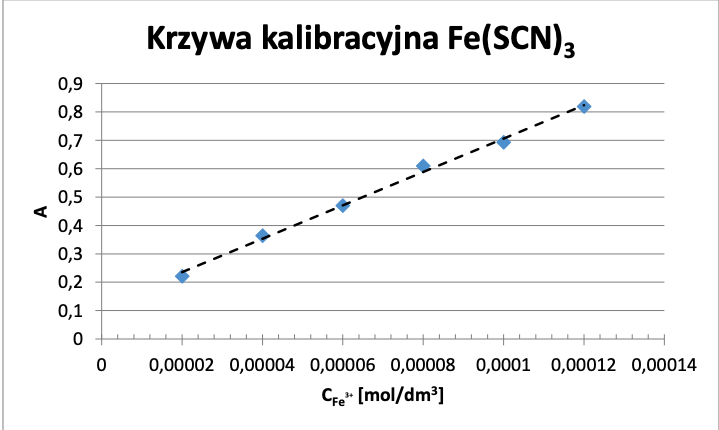 Krzywa kalibracyjna Fe(SCN)₃
0,9
0,8
0,7
0,6
0,5
0,4
0,3
0,2
0,1
0
A
0 0,00002 0,00004 0,00006 0,00008 0,0001 0,00012 0,00014
C_Fe³⁺ [mol/dm³]